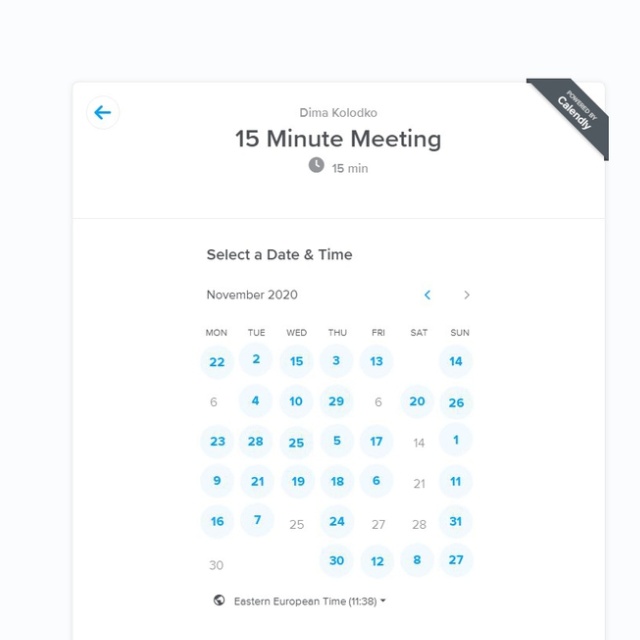 POWERED BY
Calendly
Dima Kolodko
15 Minute Meeting
15 min
Select a Date & Time
November 2020
MON TUE WED THU FRI SAT SUN
22 2 15 3 13 14
6 4 10 29 6 20 26
23 28 25 5 17 14 1
9 21 19 18 6 21 11
16 7 25 24 27 28 31
30 30 12 8 27
Eastern European Time (11:38)